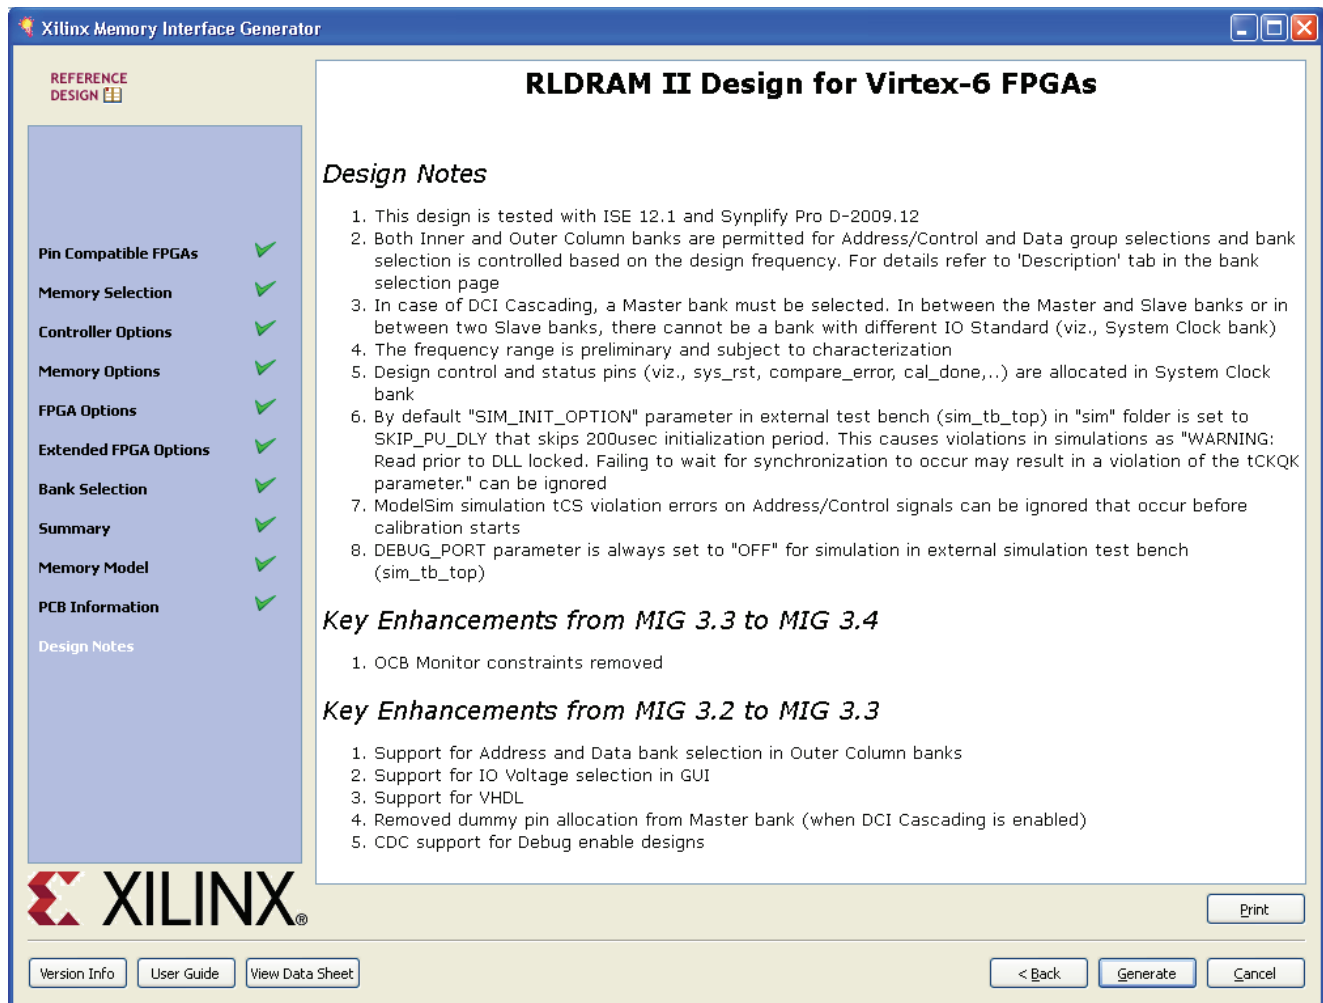 Xilinx Memory Interface Generator
REFERENCE
DESIGN
Pin Compatible FPGAs
Memory Selection
Controller Options
Memory Options
FPGA Options
Extended FPGA Options
Bank Selection
Summary
Memory Model
PCB Information
Design Notes
RLDRAM II Design for Virtex-6 FPGAs
Design Notes
1. This design is tested with ISE 12.1 and Synplify Pro D-2009.12
2. Both Inner and Outer Column banks are permitted for Address/Control and Data group selections and bank
selection is controlled based on the design frequency. For details refer to 'Description' tab in the bank
selection page
3. In case of DCI Cascading, a Master bank must be selected. In between the Master and Slave banks or in
between two Slave banks, there cannot be a bank with different IO Standard (viz., System Clock bank)
4. The frequency range is preliminary and subject to characterization
5. Design control and status pins (viz., sys_rst, compare_error, cal_done,..) are allocated in System Clock
bank
6. By default "SIM_INIT_OPTION" parameter in external test bench (sim_tb_top) in "sim" folder is set to
SKIP_PU_DLY that skips 200usec initialization period. This causes violations in simulations as "WARNING:
Read prior to DLL locked. Failing to wait for synchronization to occur may result in a violation of the tCKQK
parameter." can be ignored
7. ModelSim simulation tCS violation errors on Address/Control signals can be ignored that occur before
calibration starts
8. DEBUG_PORT parameter is always set to "OFF" for simulation in external simulation test bench
(sim_tb_top)
Key Enhancements from MIG 3.3 to MIG 3.4
1. OCB Monitor constraints removed
Key Enhancements from MIG 3.2 to MIG 3.3
1. Support for Address and Data bank selection in Outer Column banks
2. Support for IO Voltage selection in GUI
3. Support for VHDL
4. Removed dummy pin allocation from Master bank (when DCI Cascading is enabled)
5. CDC support for Debug enable designs
XILINX®
Print
Version Info
User Guide
View Data Sheet
< Back
Generate
Cancel